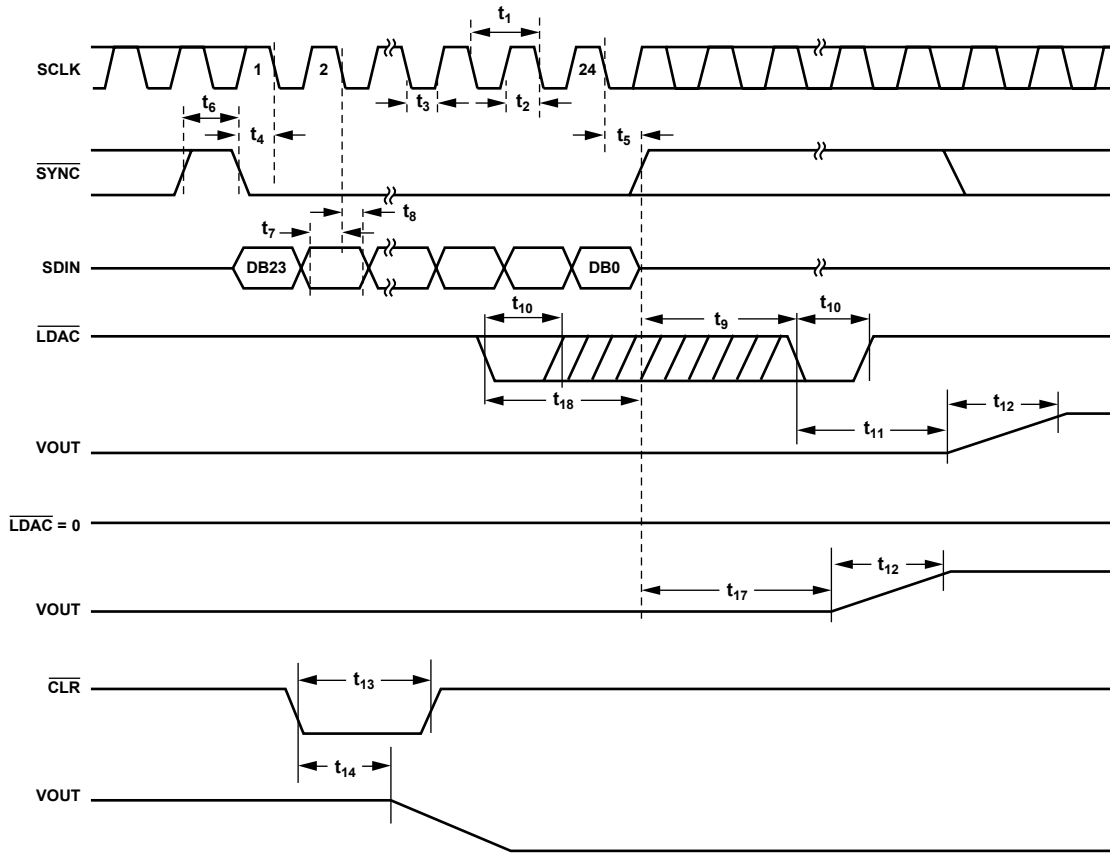 t1
SCLK
1
2
24
t3
t2
t6
t4
t5
SYNC
t8
t7
SDIN
DB23
DB0
t10
t9
t10
LDAC
t18
t12
t11
VOUT
LDAC = 0
t12
t17
VOUT
CLR
t13
t14
VOUT